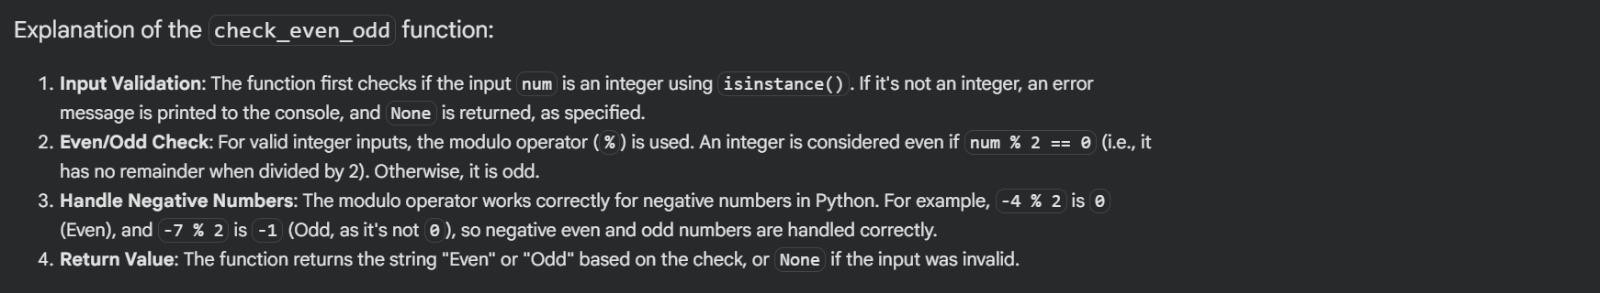 Explanation of the check_even_odd function:
1. Input Validation: The function first checks if the input num is an integer using isinstance(). If it's not an integer, an error
message is printed to the console, and None is returned, as specified.
2. Even/Odd Check: For valid integer inputs, the modulo operator (%) is used. An integer is considered even if num % 2 == 0 (i.e., it
has no remainder when divided by 2). Otherwise, it is odd.
3. Handle Negative Numbers: The modulo operator works correctly for negative numbers in Python. For example, -4 % 2 is 0
(Even), and -7 % 2 is -1 (Odd, as it's not 0), so negative even and odd numbers are handled correctly.
4. Return Value: The function returns the string "Even" or "Odd" based on the check, or None if the input was invalid.